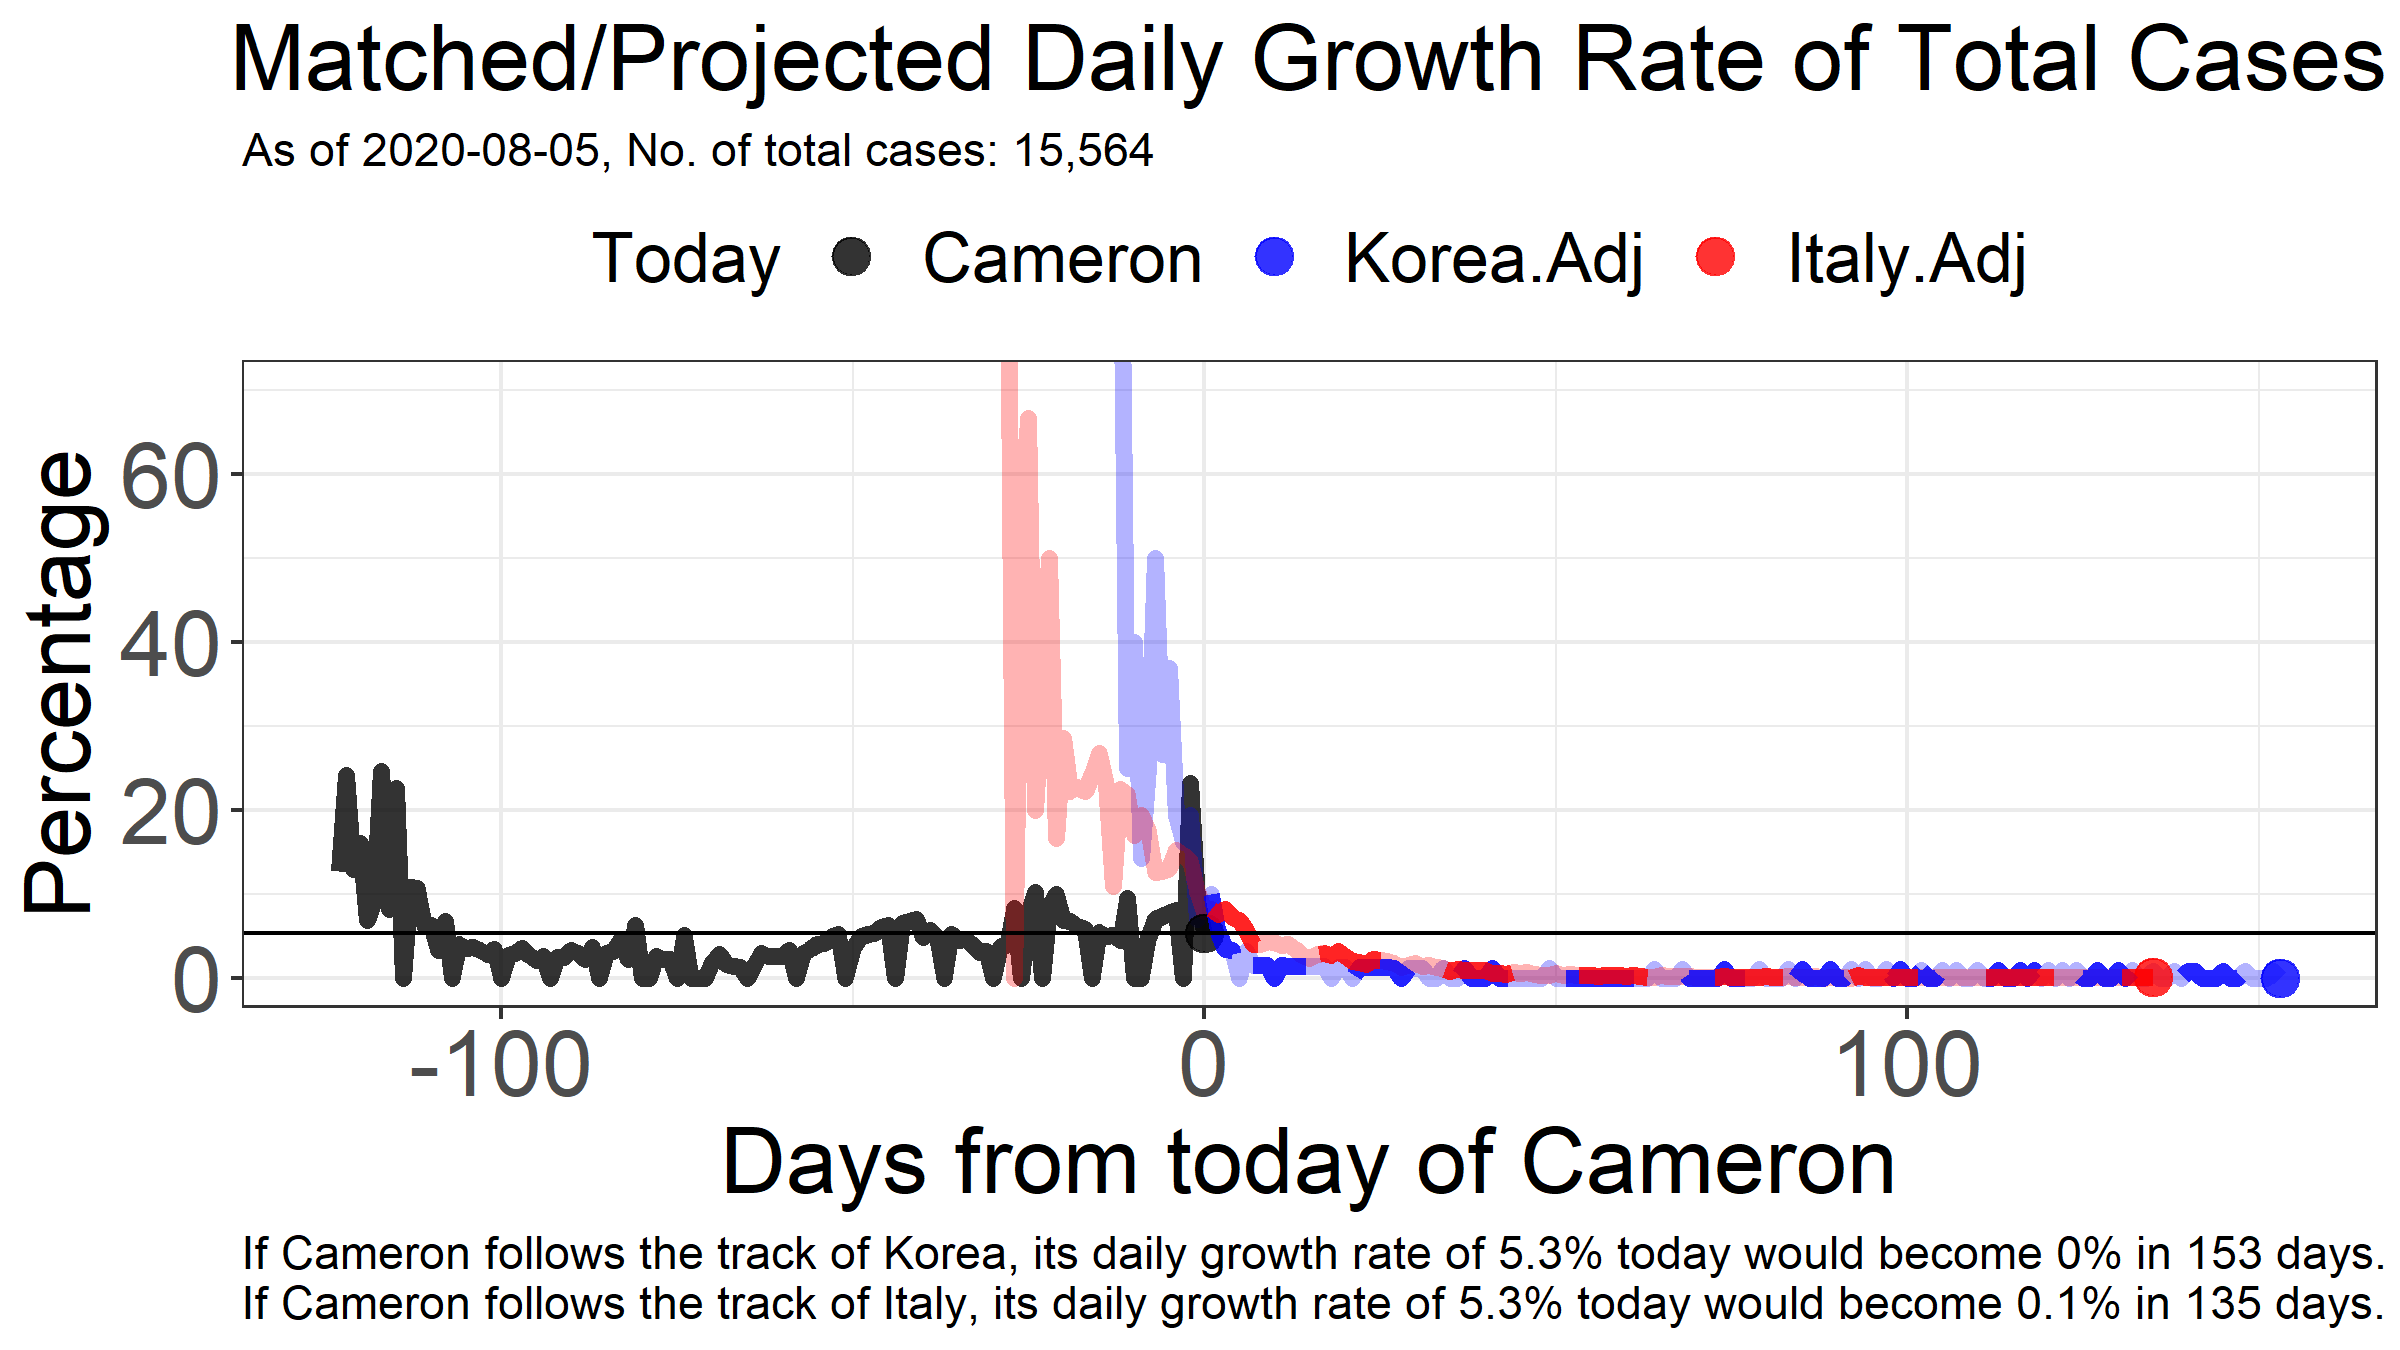 Matched/Projected Daily Growth Rate of Total Cases
As of 2020-08-05, No. of total cases: 15,564
Today Cameron Korea.Adj Italy.Adj
Percentage
60
40
20
0
-100 0 100
Days from today of Cameron
If Cameron follows the track of Korea, its daily growth rate of 5.3% today would become 0% in 153 days.
If Cameron follows the track of Italy, its daily growth rate of 5.3% today would become 0.1% in 135 days.